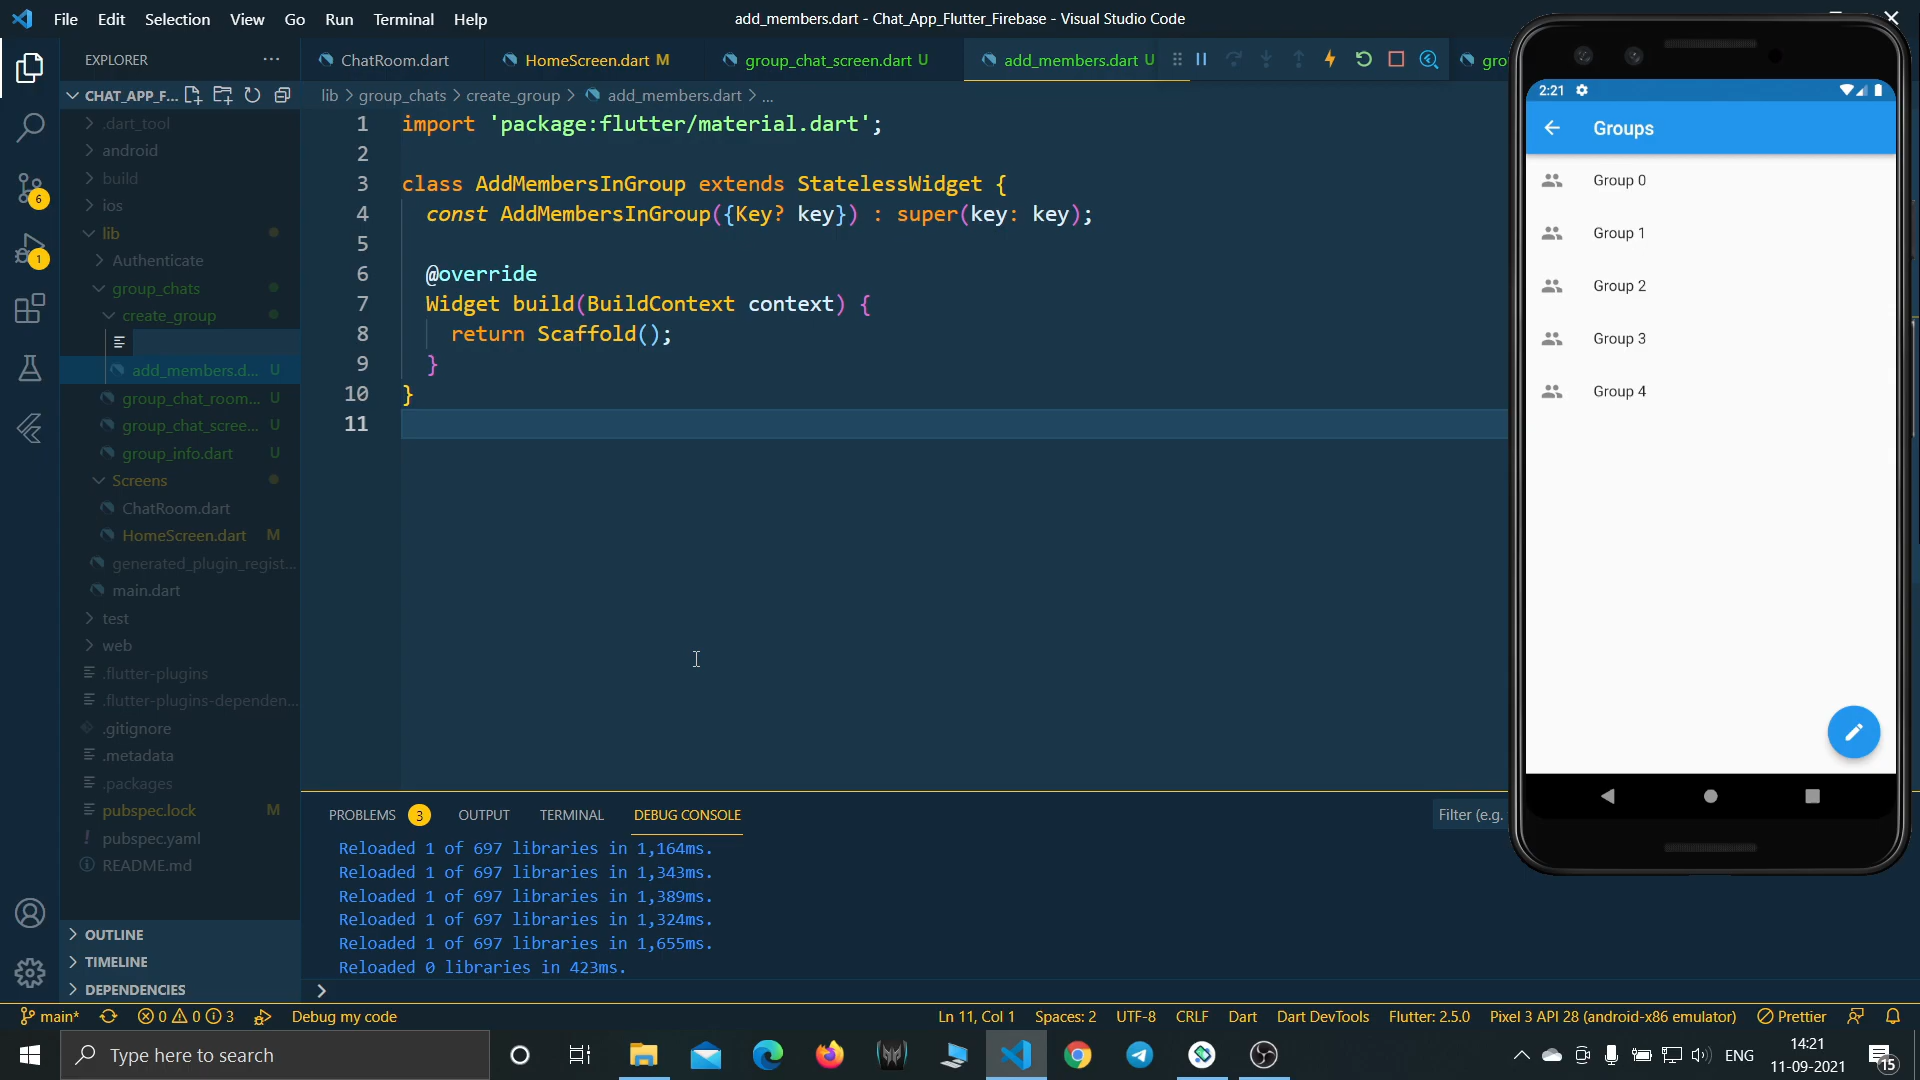 File Edit Selection View Go Run Terminal Help
add_members.dart - Chat_App_Flutter_Firebase - Visual Studio Code
EXPLORER
ChatRoom.dart
HomeScreen.dart M
group_chat_screen.dart U
add_members.dart U
gro
CHAT_APP_F...
lib > group_chats > create_group > add_members.dart > ...
.dart_tool
android
build
ios
lib
Authenticate
group_chats
create_group
add_members.d... U
group_chat_room... U
group_chat_scree... U
group_info.dart U
Screens
ChatRoom.dart
HomeScreen.dart M
generated_plugin_regist...
main.dart
test
web
.flutter-plugins
.flutter-plugins-dependen...
.gitignore
.metadata
.packages
pubspec.lock M
pubspec.yaml
README.md
OUTLINE
TIMELINE
DEPENDENCIES
6
1
1 import 'package:flutter/material.dart';
2
3 class AddMembersInGroup extends StatelessWidget {
4 const AddMembersInGroup({Key? key}) : super(key: key);
5
6 @override
7 Widget build(BuildContext context) {
8 return Scaffold();
9 }
10 }
11
PROBLEMS 3 OUTPUT TERMINAL DEBUG CONSOLE
Filter (e.g.
Reloaded 1 of 697 libraries in 1,164ms.
Reloaded 1 of 697 libraries in 1,343ms.
Reloaded 1 of 697 libraries in 1,389ms.
Reloaded 1 of 697 libraries in 1,324ms.
Reloaded 1 of 697 libraries in 1,655ms.
Reloaded 0 libraries in 423ms.
2:21
Groups
Group 0
Group 1
Group 2
Group 3
Group 4
main* 0 0 3 Debug my code
Ln 11, Col 1 Spaces: 2 UTF-8 CRLF Dart Dart DevTools Flutter: 2.5.0 Pixel 3 API 28 (android-x86 emulator) Prettier
Type here to search
ENG
14:21
11-09-2021
15